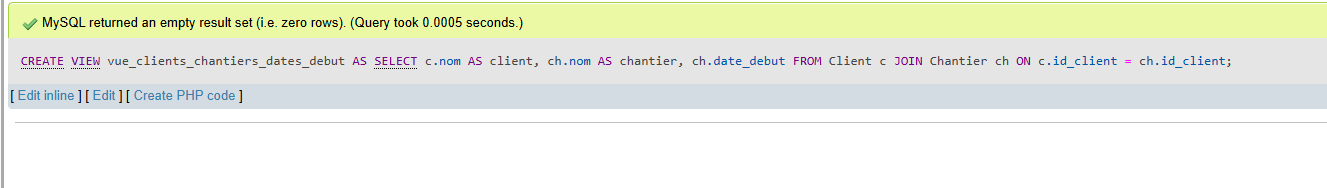 MySQL returned an empty result set (i.e. zero rows). (Query took 0.0005 seconds.)
CREATE VIEW vue_clients_chantiers_dates_debut AS SELECT c.nom AS client, ch.nom AS chantier, ch.date_debut FROM Client c JOIN Chantier ch ON c.id_client = ch.id_client;
[ Edit inline ] [ Edit ] [ Create PHP code ]